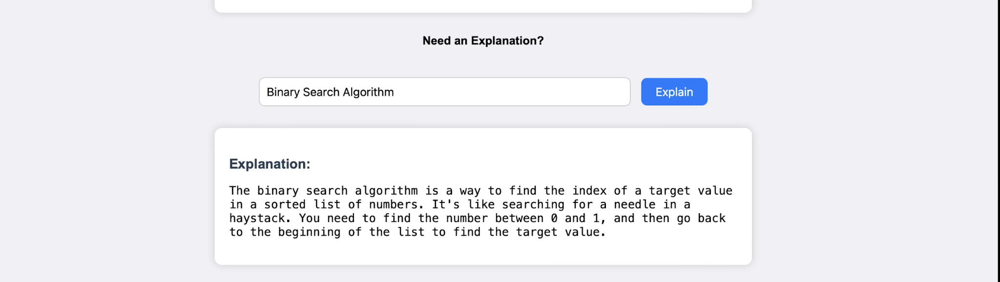 Need an Explanation?
Binary Search Algorithm
Explain
Explanation:
The binary search algorithm is a way to find the index of a target value
in a sorted list of numbers. It's like searching for a needle in a
haystack. You need to find the number between 0 and 1, and then go back
to the beginning of the list to find the target value.